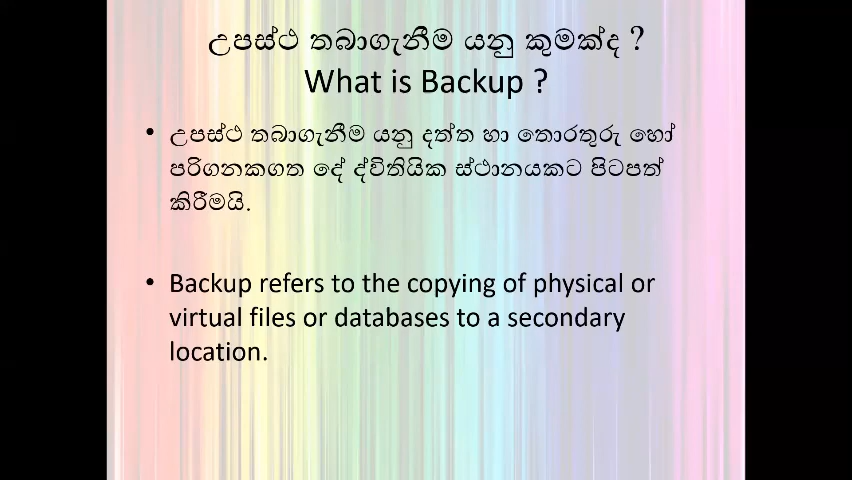 උපස්ථ තබාගැනීම යනු කුමක්ද ?
What is Backup ?
• උපස්ථ තබාගැනීම යනු දත්ත හා තොරතුරු හෝ
පරිගනකගත දේ ද්විතියික ස්ථානයකට පිටපත්
කිරීමයි.
• Backup refers to the copying of physical or
virtual files or databases to a secondary
location.